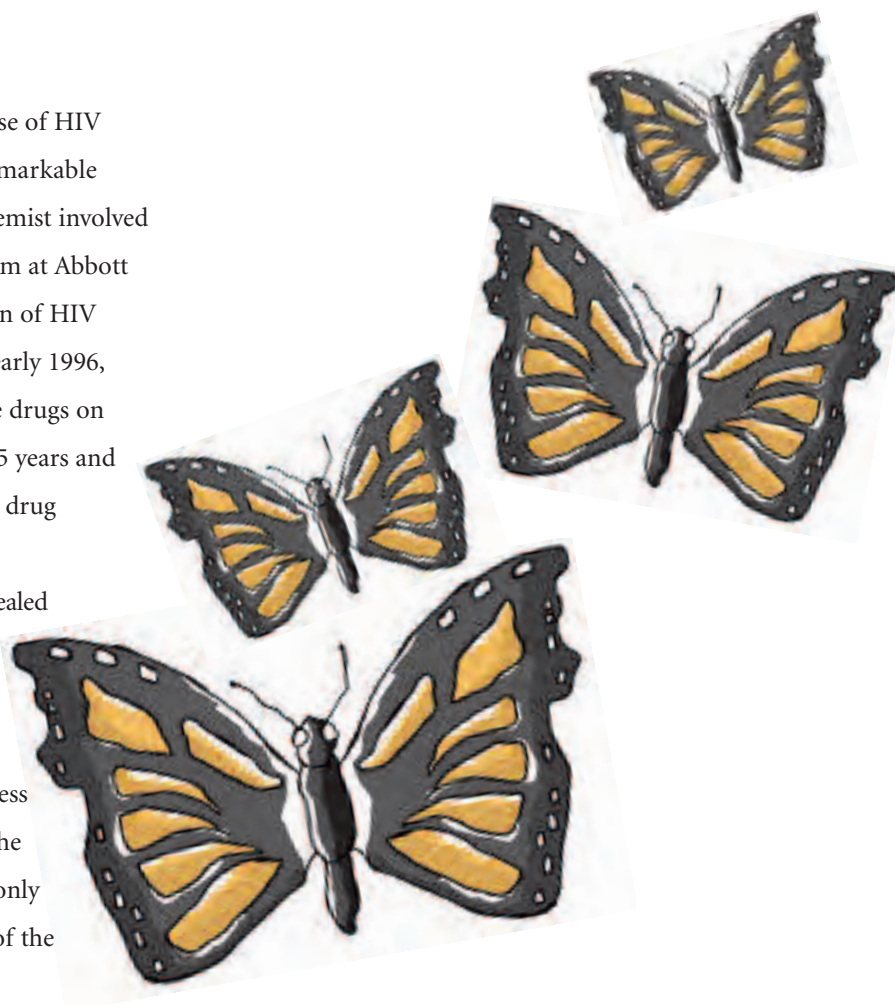 se of HIV
markable
emist involved
m at Abbott
n of HIV
arly 1996,
e drugs on
5 years and
drug
ealed
ess
he
only
of the